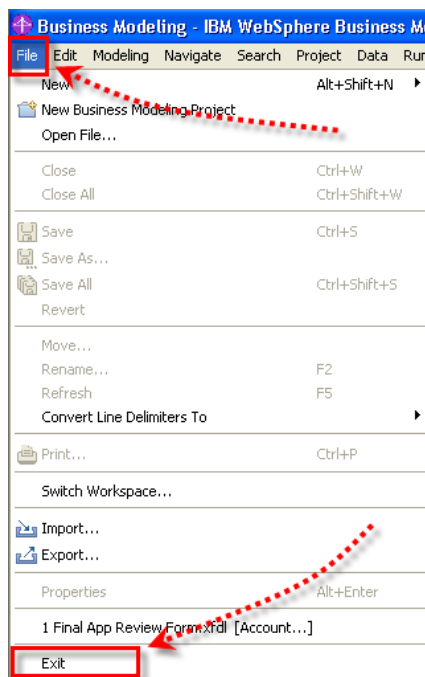 Business Modeling - IBM WebSphere Business M
File Edit Modeling Navigate Search Project Data Run
New Alt+Shift+N
New Business Modeling Project
Open File...
Close Ctrl+W
Close All Ctrl+Shift+W
Save Ctrl+S
Save As...
Save All Ctrl+Shift+S
Revert
Move...
Rename... F2
Refresh F5
Convert Line Delimiters To
Print... Ctrl+P
Switch Workspace...
Import...
Export...
Properties Alt+Enter
1 Final App Review Form.xfdl [Account...]
Exit